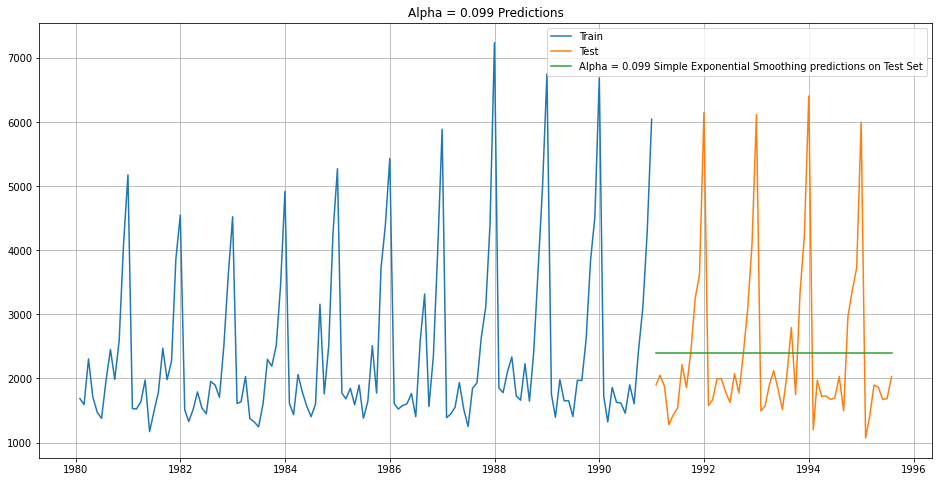 Alpha = 0.099 Predictions
Train
Test
Alpha = 0.099 Simple Exponential Smoothing predictions on Test Set
7000
6000
5000
4000
3000
2000
1000
1980 1982 1984 1986 1988 1990 1992 1994 1996